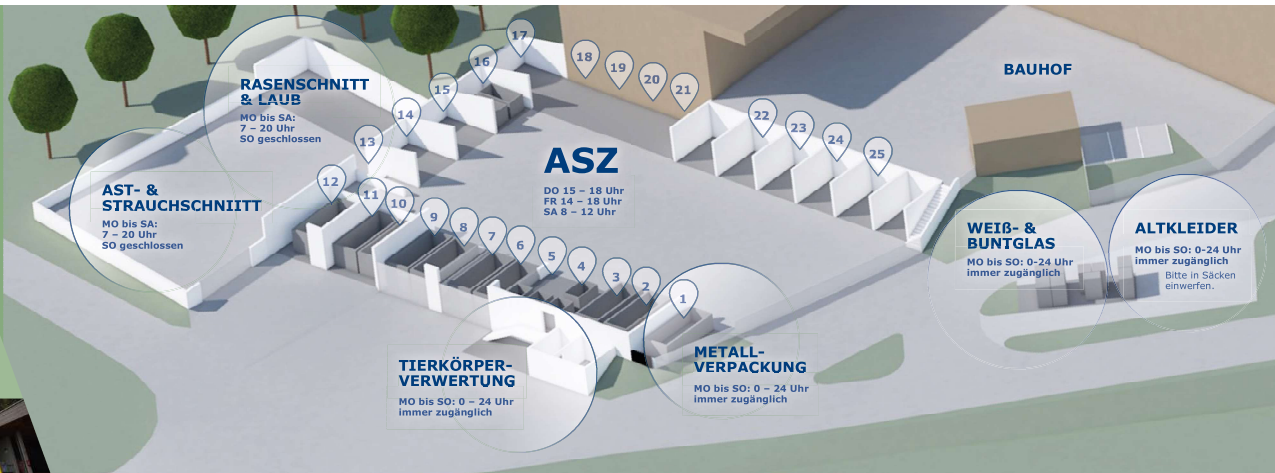 RASENSCHNITT
& LAUB
MO bis SA:
7 – 20 Uhr
SO geschlossen
AST- &
STRAUCHSCHNITT
MO bis SA:
7 – 20 Uhr
SO geschlossen
17
16
15
14
13
12
11
10
9
8
7
6
5
4
3
2
1
18
19
20
21
22
23
24
25
ASZ
DO 15 – 18 Uhr
FR 14 – 18 Uhr
SA 8 – 12 Uhr
BAUHOF
WEIß- &
BUNTGLAS
MO bis SO: 0-24 Uhr
immer zugänglich
ALTKLEIDER
MO bis SO: 0-24 Uhr
immer zugänglich
Bitte in Säcken
einwerfen.
TIERKÖRPER-
VERWERTUNG
MO bis SO: 0 – 24 Uhr
immer zugänglich
METALL-
VERPACKUNG
MO bis SO: 0 – 24 Uhr
immer zugänglich